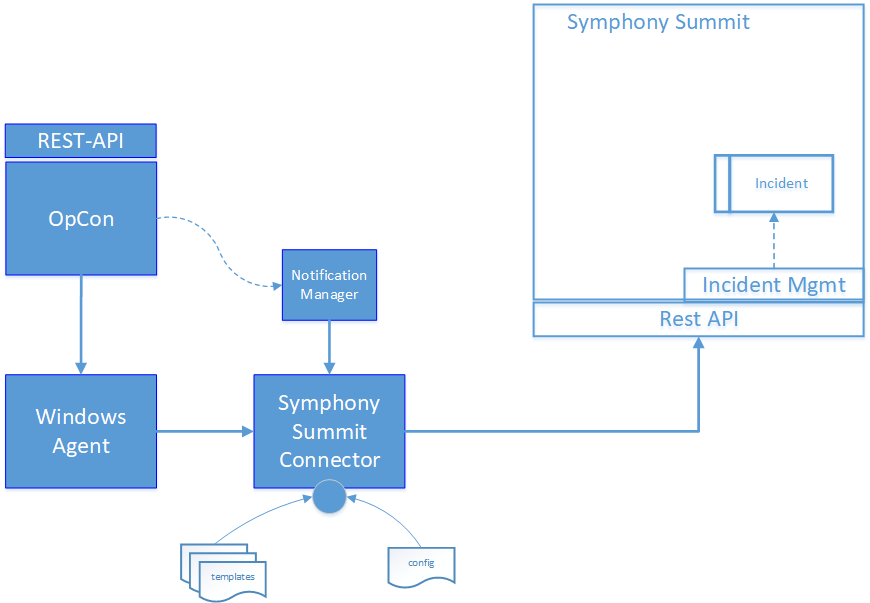 Symphony Summit
REST-API
OpCon
Incident
Notification
Manager
Incident Mgmt
Rest API
Windows
Agent
Symphony
Summit
Connector
templates
config